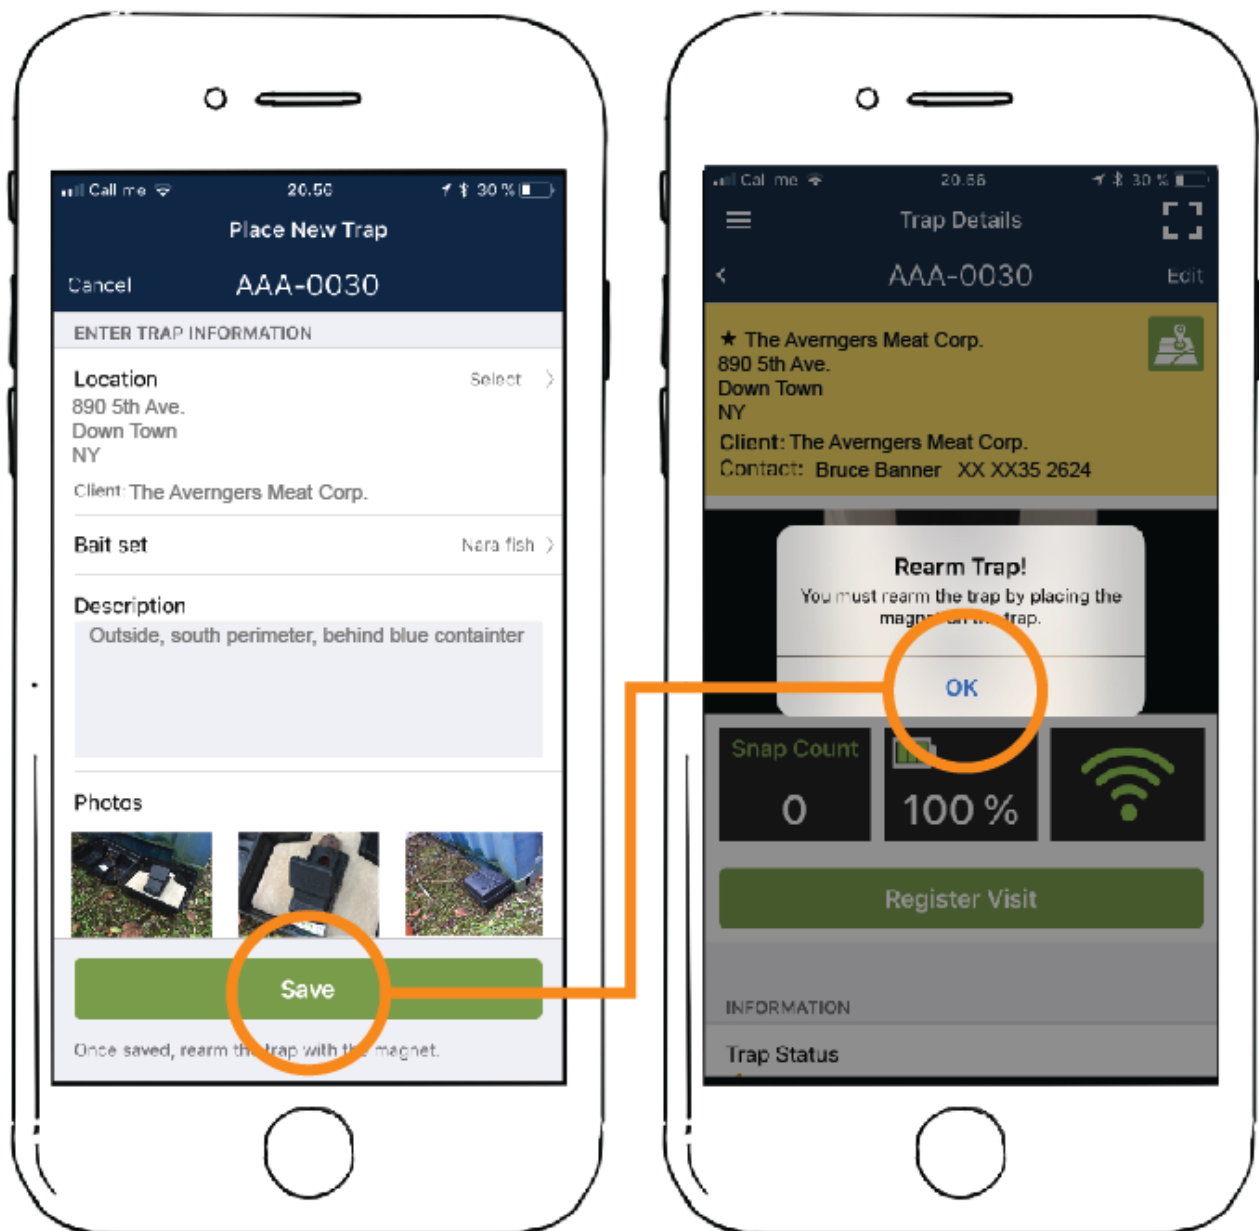 Call me 20.56 30 %
Place New Trap
Cancel AAA-0030
ENTER TRAP INFORMATION
Location Select
890 5th Ave.
Down Town
NY
Client: The Averngers Meat Corp.
Bait set Nara fish
Description
Outside, south perimeter, behind blue containter
Photos
Save
Once saved, rearm the trap with the magnet.
Cal me 20.56 30 %
Trap Details
AAA-0030 Edit
★ The Averngers Meat Corp.
890 5th Ave.
Down Town
NY
Client: The Averngers Meat Corp.
Contact: Bruce Banner XX XX35 2624
Rearm Trap!
You must rearm the trap by placing the
magnet on the trap.
OK
Snap Count
0
100 %
Register Visit
INFORMATION
Trap Status